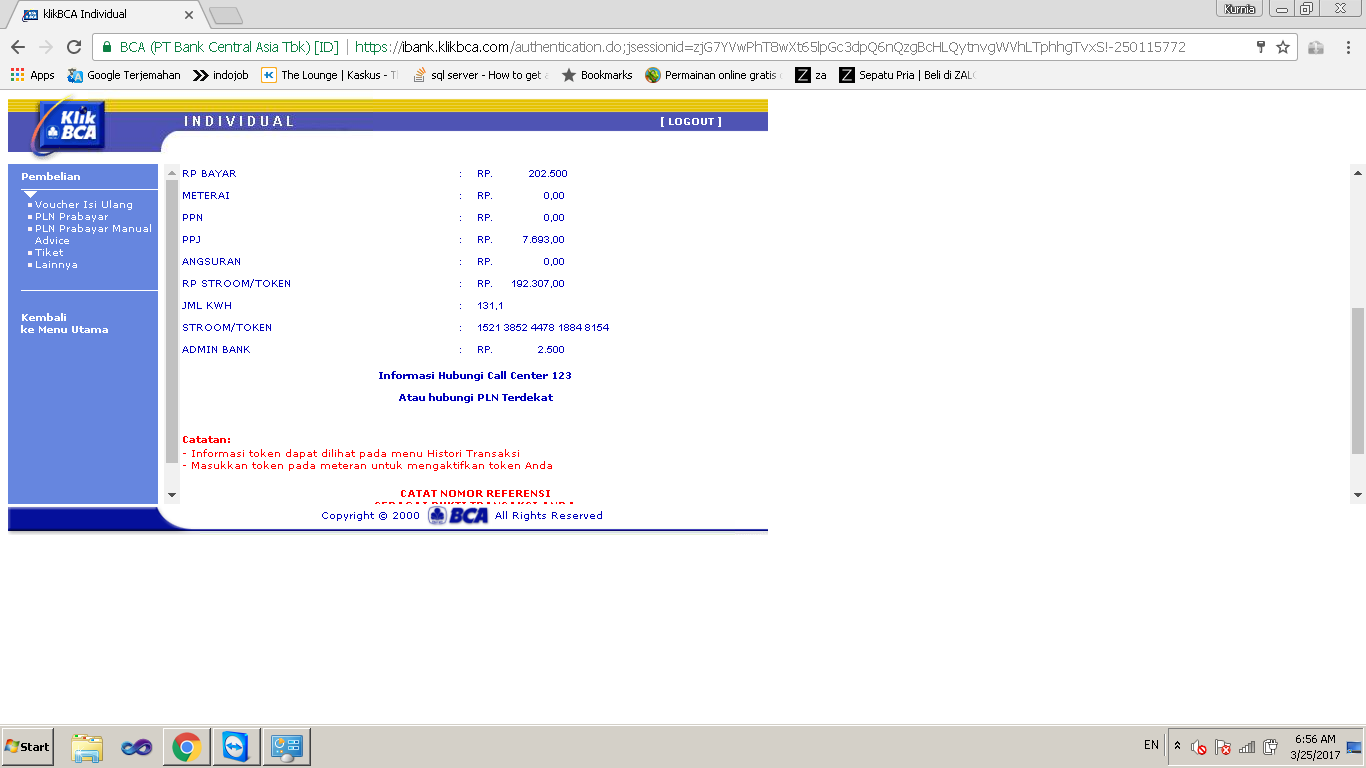 klikBCA Individual
Kurnia
BCA (PT Bank Central Asia Tbk) [ID] https://ibank.klikbca.com/authentication.do;jsessionid=zjG7YVwPhT8wXt65lpGc3dpQ6nQzgBcHLQytnvgWVhLTphhgTvxS!-250115772
Apps Google Terjemahan indojob The Lounge | Kaskus - T sql server - How to get a Bookmarks Permainan online gratis za Sepatu Pria | Beli di ZALO
Klik BCA
INDIVIDUAL
[ LOGOUT ]
Pembelian
Voucher Isi Ulang
PLN Prabayar
PLN Prabayar Manual
Advice
Tiket
Lainnya
Kembali
ke Menu Utama
RP BAYAR : RP. 202.500
METERAI : RP. 0,00
PPN : RP. 0,00
PPJ : RP. 7.693,00
ANGSURAN : RP. 0,00
RP STROOM/TOKEN : RP. 192.307,00
JML KWH : 131,1
STROOM/TOKEN : 1521 3852 4478 1884 8154
ADMIN BANK : RP. 2.500
Informasi Hubungi Call Center 123
Atau hubungi PLN Terdekat
Catatan:
- Informasi token dapat dilihat pada menu Histori Transaksi
- Masukkan token pada meteran untuk mengaktifkan token Anda
CATAT NOMOR REFERENSI
SEBAGAI BUKTI TRANSAKSI ANDA
Copyright © 2000 BCA All Rights Reserved
Start
EN
6:56 AM
3/25/2017